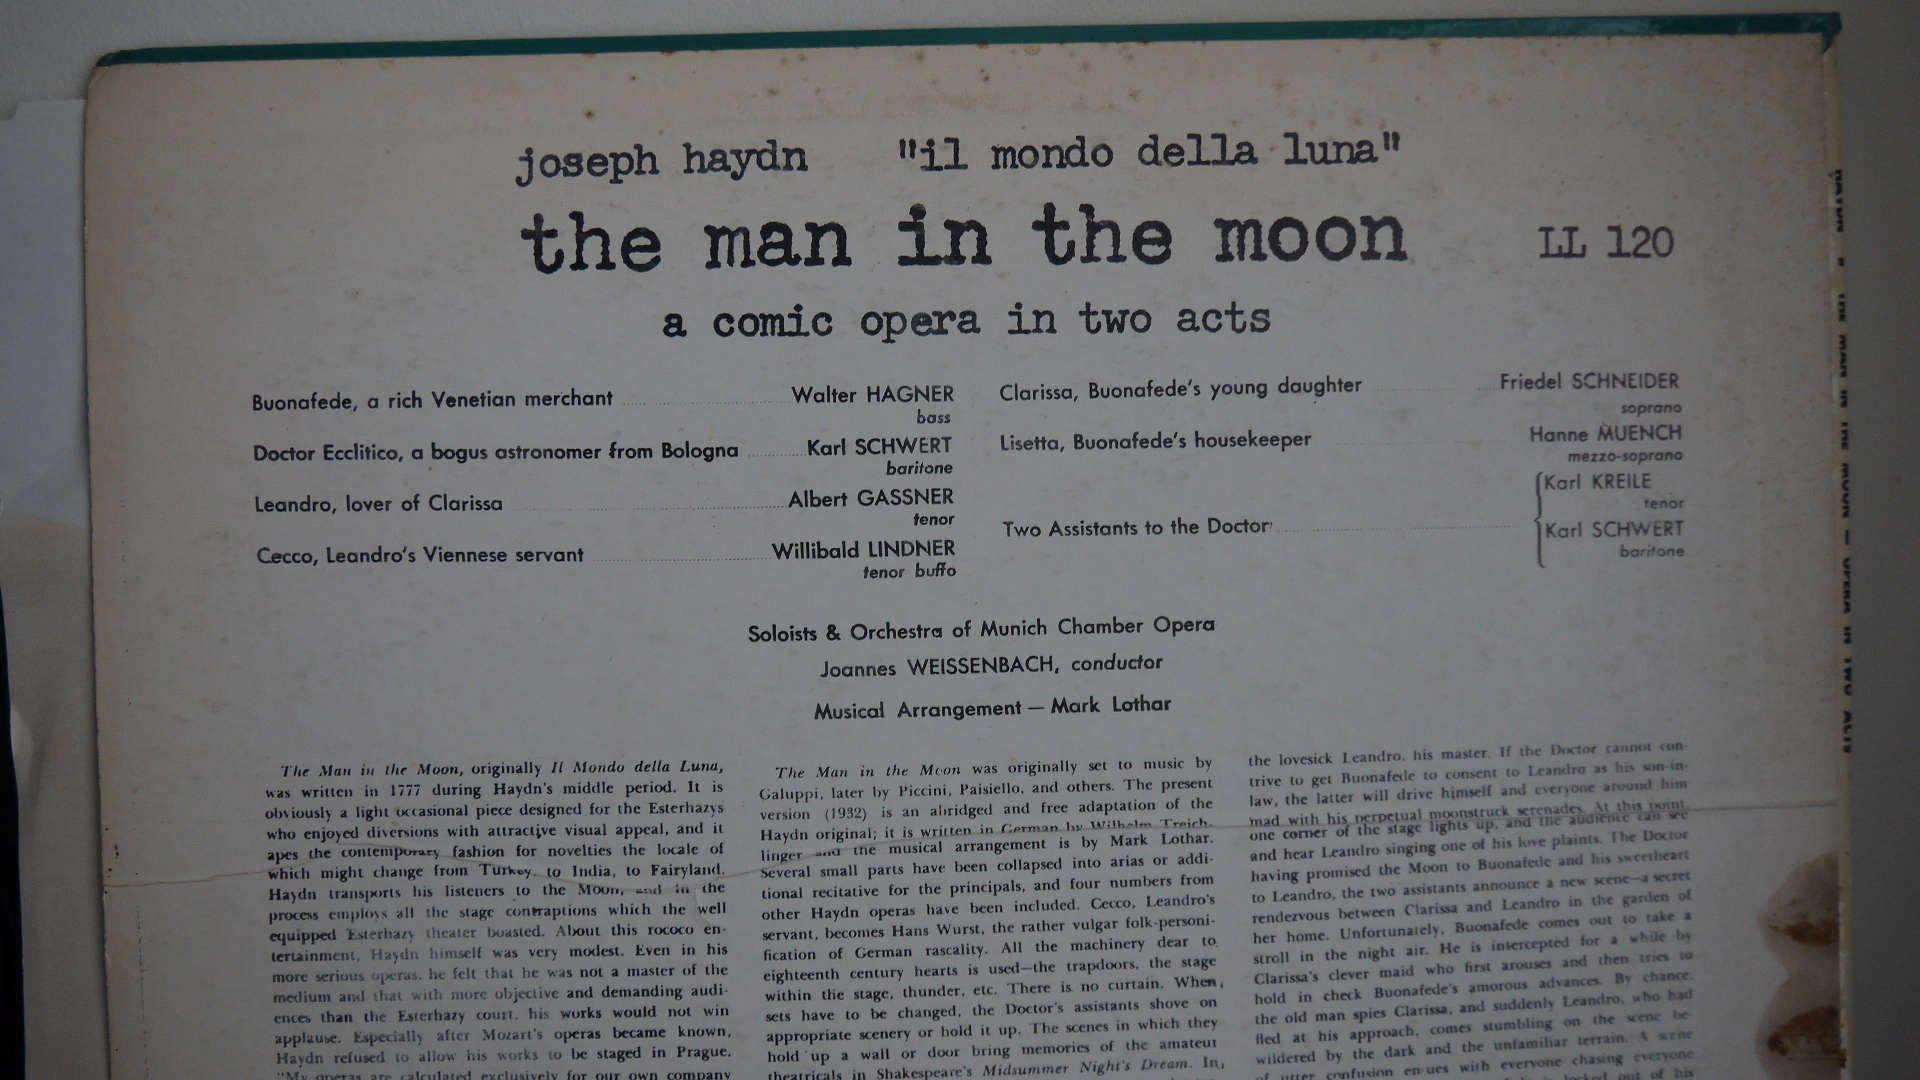 joseph haydn "il mondo della luna"
the man in the moon
LL 120
a comic opera in two acts
Buonafede, a rich Venetian merchant Walter HAGNER
bass
Doctor Ecclitico, a bogus astronomer from Bologna Karl SCHWERT
baritone
Leandro, lover of Clarissa Albert GASSNER
tenor
Cecco, Leandro's Viennese servant Willibald LINDNER
tenor buffo
Clarissa, Buonafede's young daughter Friedel SCHNEIDER
soprano
Lisetta, Buonafede's housekeeper Hanne MUENCH
mezzo-soprano
Karl KREILE
tenor
Two Assistants to the Doctor
Karl SCHWERT
baritone
Soloists & Orchestra of Munich Chamber Opera
Joannes WEISSENBACH, conductor
Musical Arrangement — Mark Lothar
The Man in the Moon, originally Il Mondo della Luna,
was written in 1777 during Haydn's middle period. It is
obviously a light occasional piece designed for the Esterhazys
who enjoyed diversions with attractive visual appeal, and it
apes the contemporary fashion for novelties the locale of
which might change from Turkey, to India, to Fairyland.
Haydn transports his listeners to the Moon, and in the
process employs all the stage contraptions which the well
equipped Esterhazy theater boasted. About this rococo en-
tertainment, Haydn himself was very modest. Even in his
more serious operas, he felt that he was not a master of the
medium and that with more objective and demanding audi-
ences than the Esterhazy court, his works would not win
applause. Especially after Mozart's operas became known,
Haydn refused to allow his works to be staged in Prague.
"My operas are calculated exclusively for our own company
The Man in the Moon was originally set to music by
Galuppi, later by Piccini, Paisiello, and others. The present
version (1932) is an abridged and free adaptation of the
Haydn original; it is written in German by Wilhelm Treich-
linger and the musical arrangement is by Mark Lothar.
Several small parts have been collapsed into arias or addi-
tional recitative for the principals, and four numbers from
other Haydn operas have been included. Cecco, Leandro's
servant, becomes Hans Wurst, the rather vulgar folk-personi-
fication of German rascality. All the machinery dear to
eighteenth century hearts is used—the trapdoors, the stage
within the stage, thunder, etc. There is no curtain. When
sets have to be changed, the Doctor's assistants shove on
appropriate scenery or hold it up. The scenes in which they
hold up a wall or door bring memories of the amateur
theatricals in Shakespeare's Midsummer Night's Dream. In
the lovesick Leandro, his master. If the Doctor cannot con-
trive to get Buonafede to consent to Leandro as his son-in-
law, the latter will drive himself and everyone around him
mad with his perpetual moonstruck serenades. At this point,
one corner of the stage lights up, and the audience can see
and hear Leandro singing one of his love plaints. The Doctor
having promised the Moon to Buonafede and his sweetheart
to Leandro, the two assistants announce a new scene—a secret
rendezvous between Clarissa and Leandro in the garden of
her home. Unfortunately, Buonafede comes out to take a
stroll in the night air. He is intercepted for a while by
Clarissa's clever maid who first arouses and then tries to
hold in check Buonafede's amorous advances. By chance,
the old man spies Clarissa, and suddenly Leandro, who had
fled at his approach, comes stumbling on the scene be-
wildered by the dark and the unfamiliar terrain. A scene
of utter confusion ensues with everyone chasing everyone
locked out of his
THE MAN IN THE MOON — OPERA IN TWO ACTS